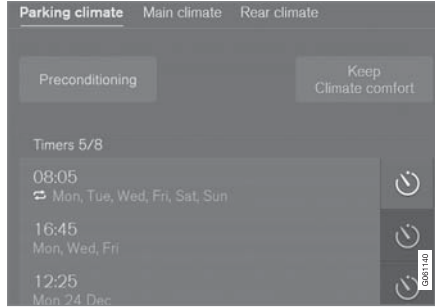 Parking climate Main climate Rear climate
Preconditioning
Keep
Climate comfort
Timers 5/8
08:05
Mon, Tue, Wed, Fri, Sat, Sun
16:45
Mon, Wed, Fri
12:25
Mon 24 Dec
G061140